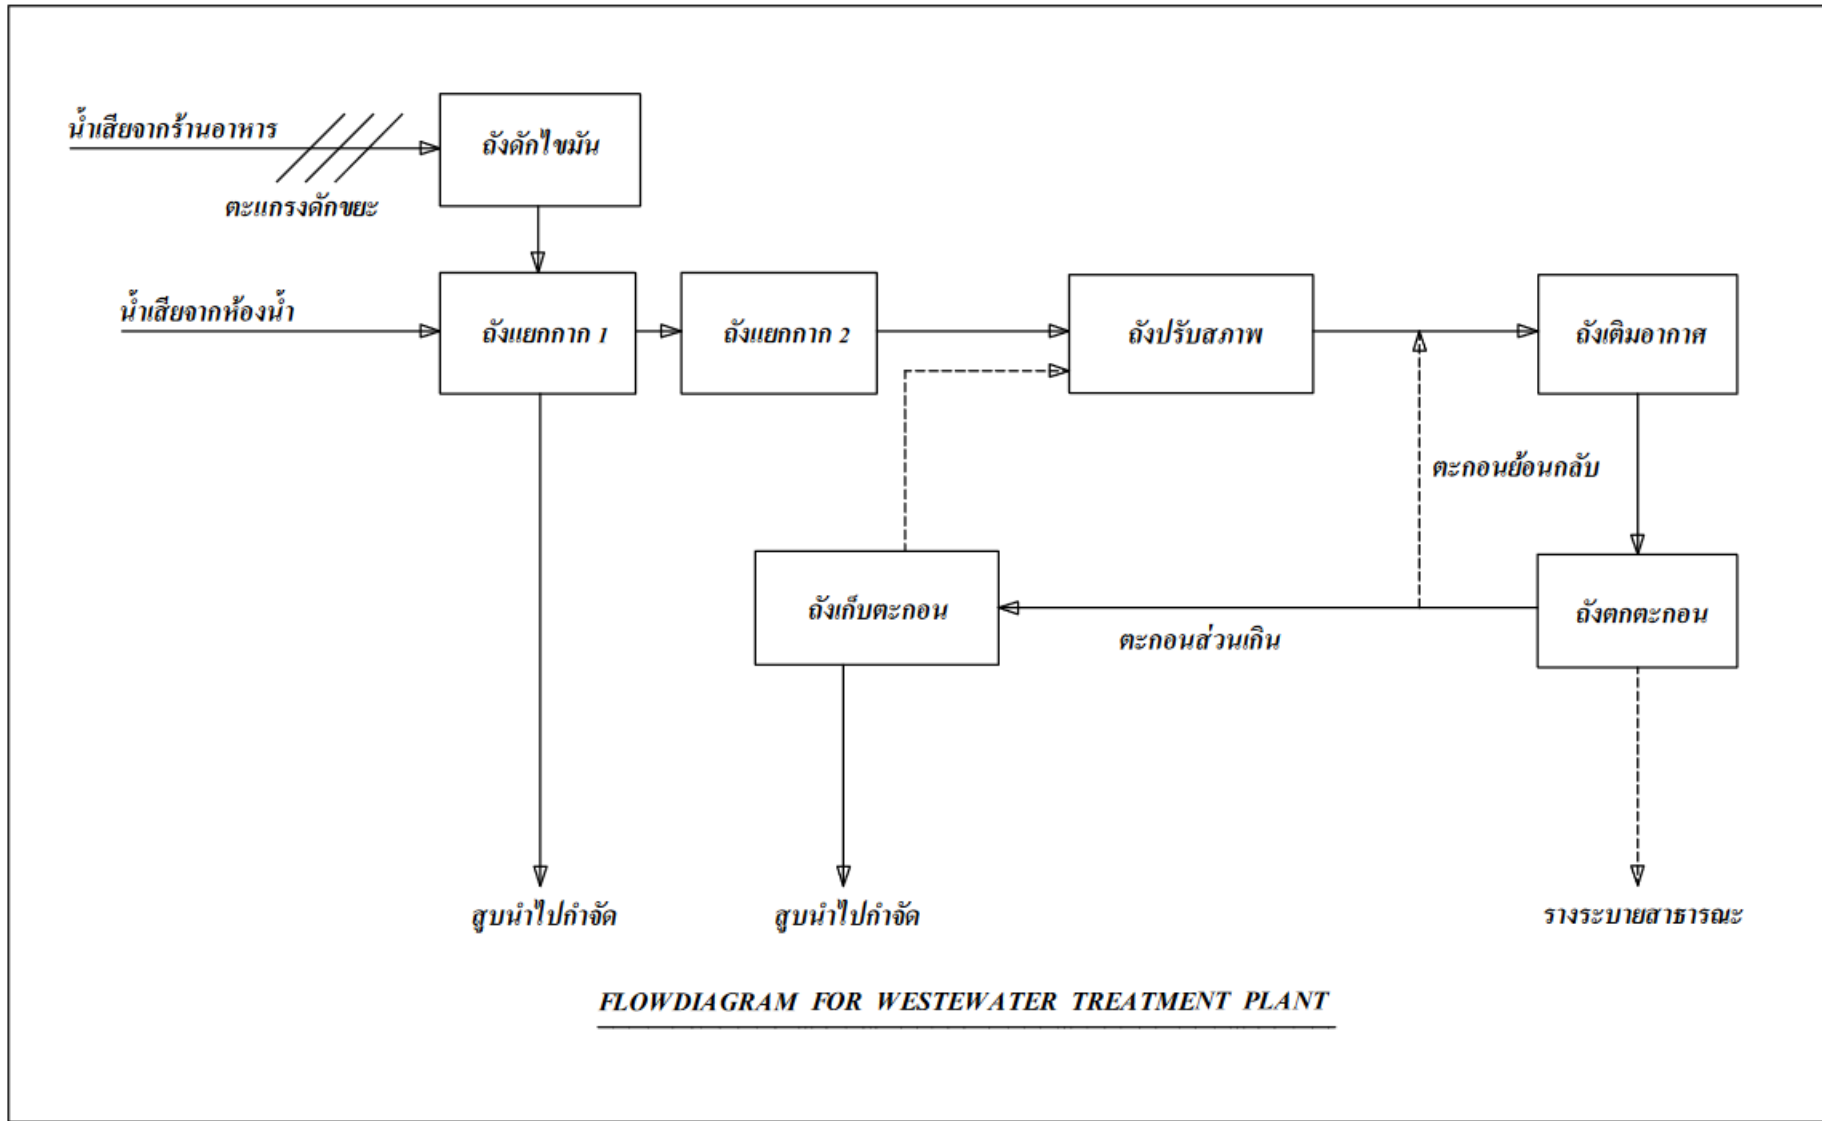 น้ำเสียจากร้านอาหาร
ถังดักไขมัน
ตะแกรงดักขยะ
น้ำเสียจากห้องน้ำ
ถังแยกกาก 1
ถังแยกกาก 2
ถังปรับสภาพ
ถังเติมอากาศ
ตะกอนย้อนกลับ
ถังเก็บตะกอน
ถังตกตะกอน
ตะกอนส่วนเกิน
สูบนำไปกำจัด
สูบนำไปกำจัด
รางระบายสาธารณะ
FLOWDIAGRAM FOR WESTEWATER TREATMENT PLANT